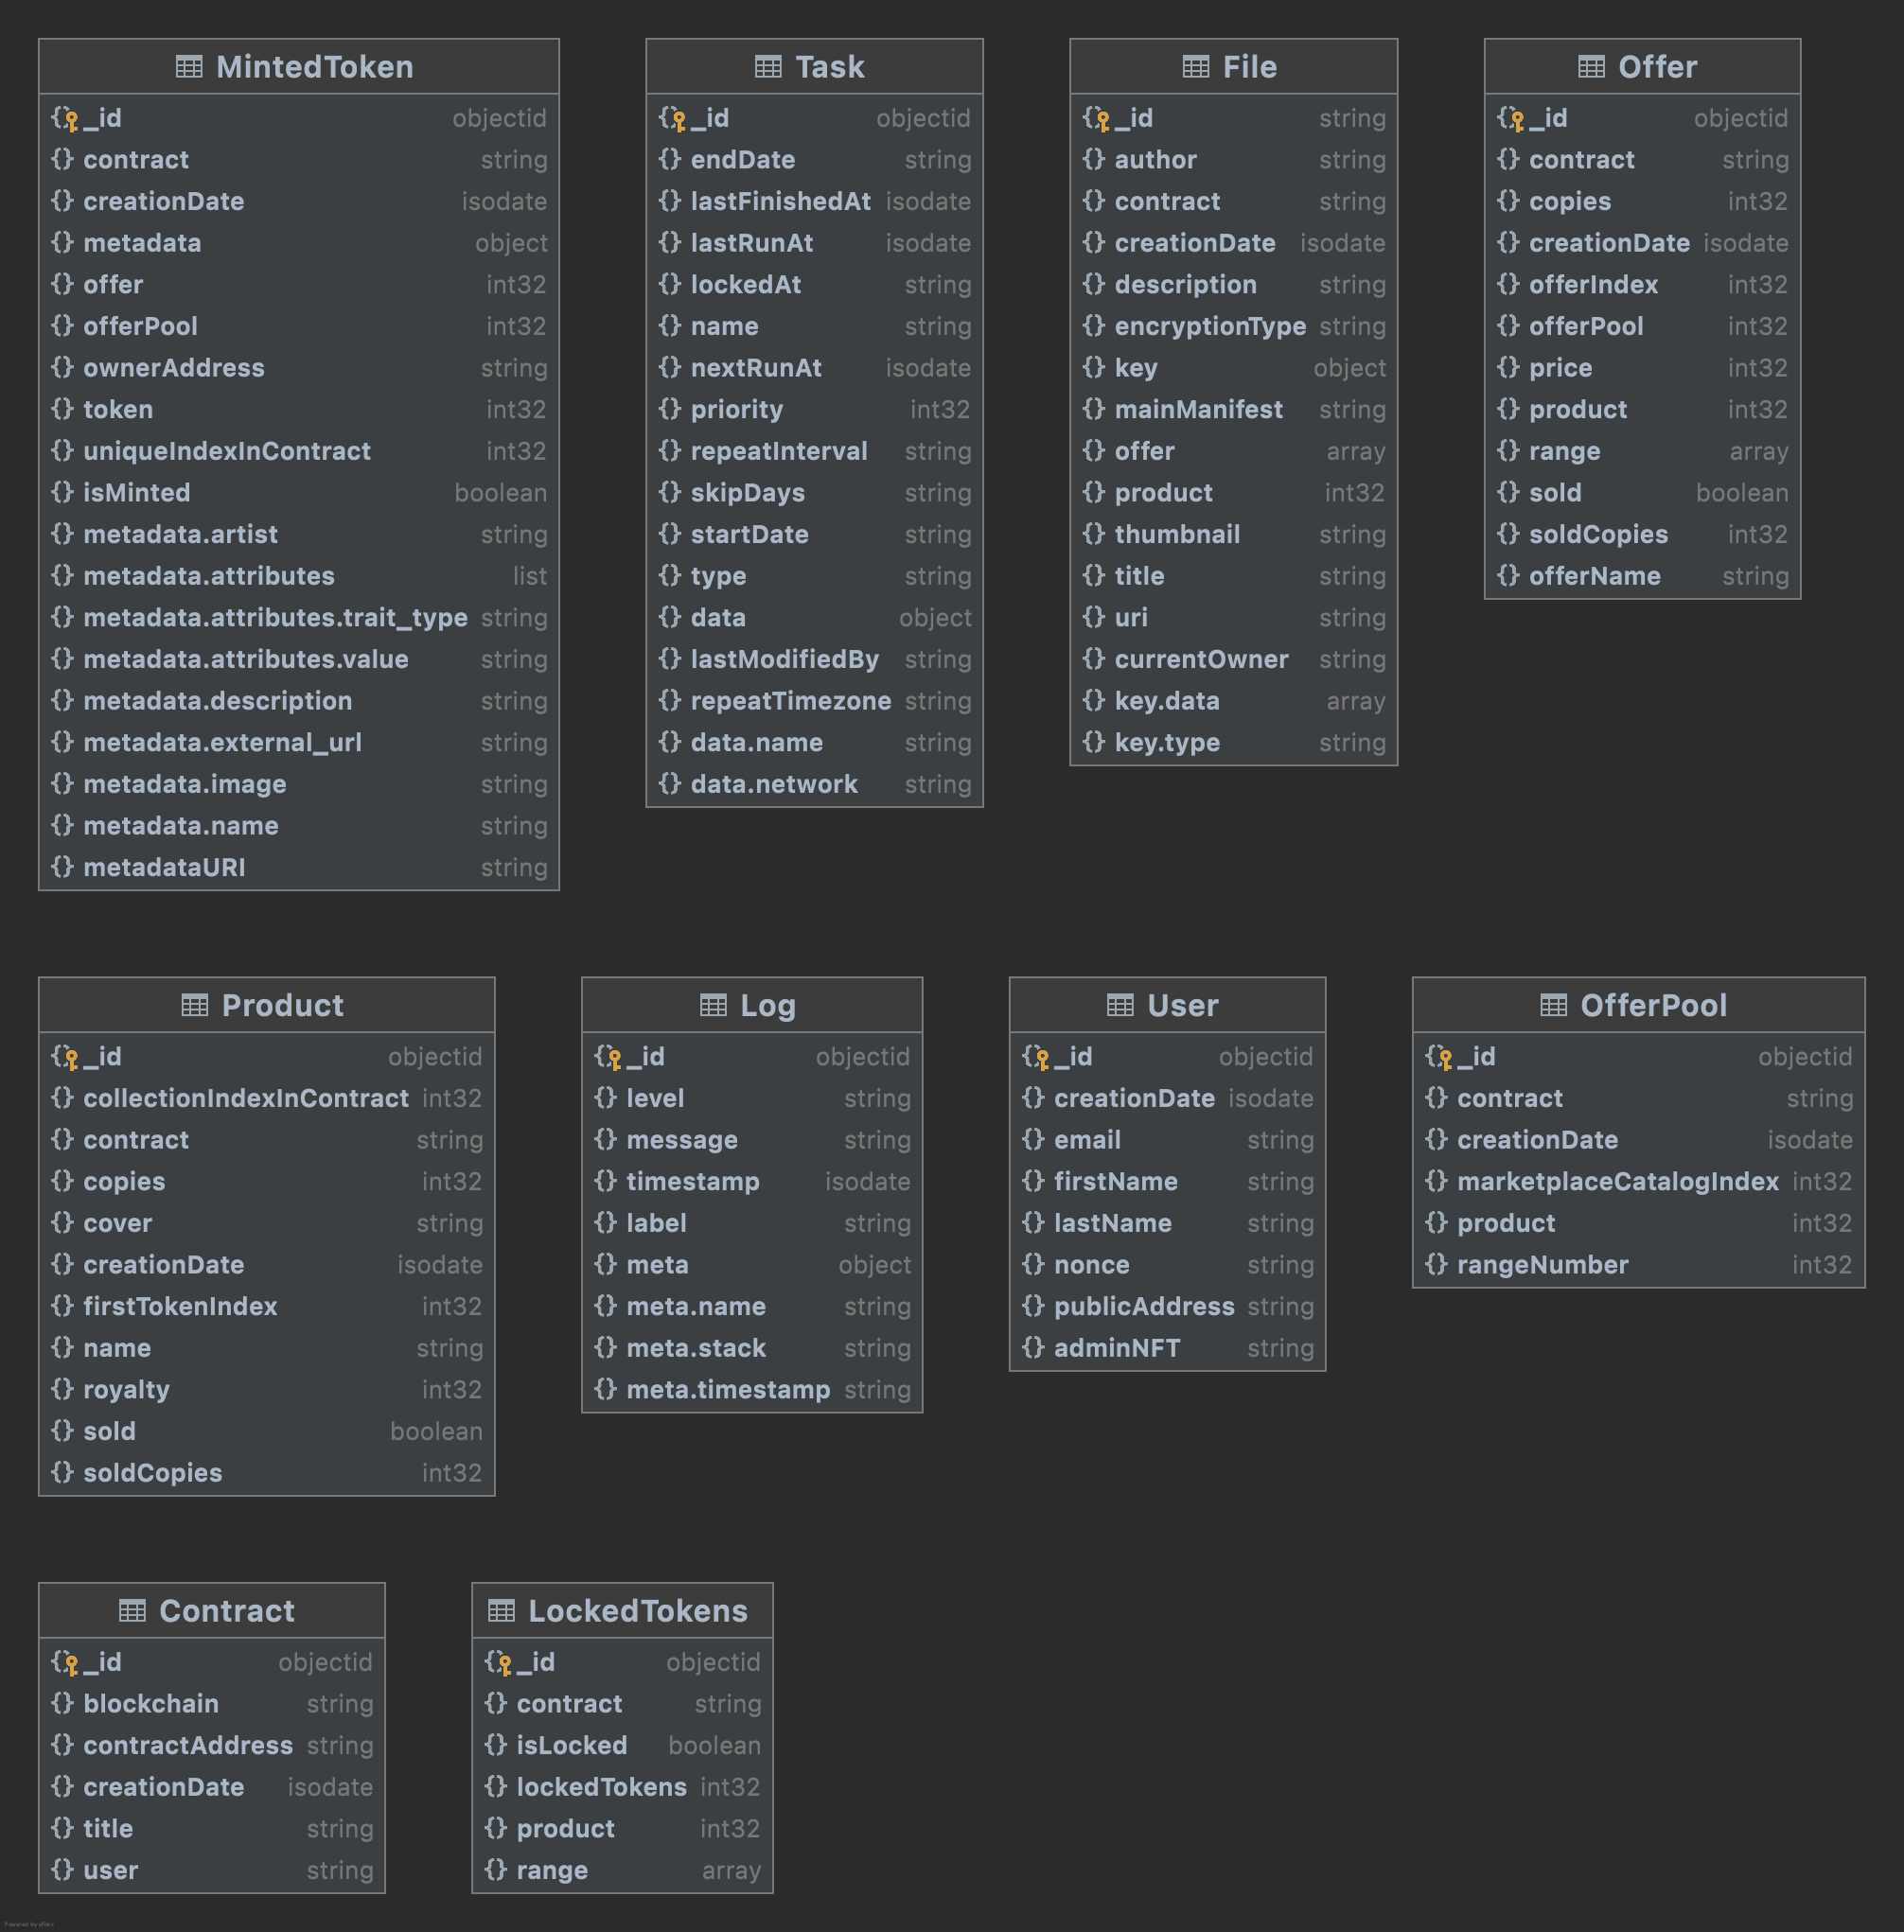 MintedToken
_id objectid
contract string
creationDate isodate
metadata object
offer int32
offerPool int32
ownerAddress string
token int32
uniqueIndexInContract int32
isMinted boolean
metadata.artist string
metadata.attributes list
metadata.attributes.trait_type string
metadata.attributes.value string
metadata.description string
metadata.external_url string
metadata.image string
metadata.name string
metadataURI string
Task
_id objectid
endDate string
lastFinishedAt isodate
lastRunAt isodate
lockedAt string
name string
nextRunAt isodate
priority int32
repeatInterval string
skipDays string
startDate string
type string
data object
lastModifiedBy string
repeatTimezone string
data.name string
data.network string
File
_id string
author string
contract string
creationDate isodate
description string
encryptionType string
key object
mainManifest string
offer array
product int32
thumbnail string
title string
uri string
currentOwner string
key.data array
key.type string
Offer
_id objectid
contract string
copies int32
creationDate isodate
offerIndex int32
offerPool int32
price int32
product int32
range array
sold boolean
soldCopies int32
offerName string
Product
_id objectid
collectionIndexInContract int32
contract string
copies int32
cover string
creationDate isodate
firstTokenIndex int32
name string
royalty int32
sold boolean
soldCopies int32
Log
_id objectid
level string
message string
timestamp isodate
label string
meta object
meta.name string
meta.stack string
meta.timestamp string
User
_id objectid
creationDate isodate
email string
firstName string
lastName string
nonce string
publicAddress string
adminNFT string
OfferPool
_id objectid
contract string
creationDate isodate
marketplaceCatalogIndex int32
product int32
rangeNumber int32
Contract
_id objectid
blockchain string
contractAddress string
creationDate isodate
title string
user string
LockedTokens
_id objectid
contract string
isLocked boolean
lockedTokens int32
product int32
range array
Powered by yFiles